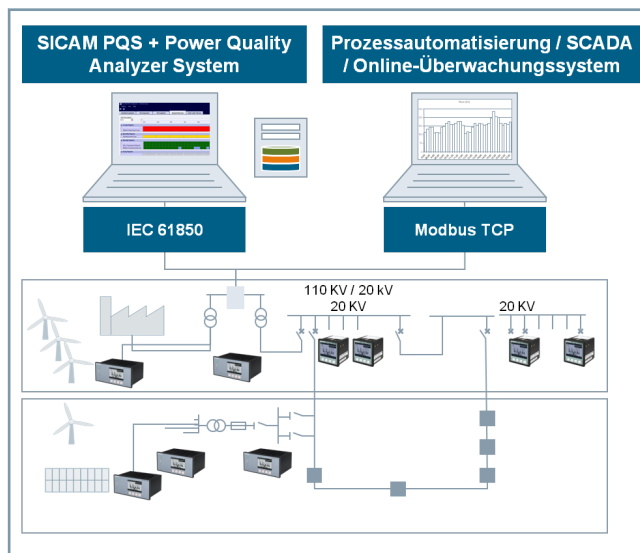 SICAM PQS + Power Quality
Analyzer System
Prozessautomatisierung / SCADA
/ Online-Überwachungssystem
IEC 61850
Modbus TCP
110 KV / 20 kV
20 KV
20 KV